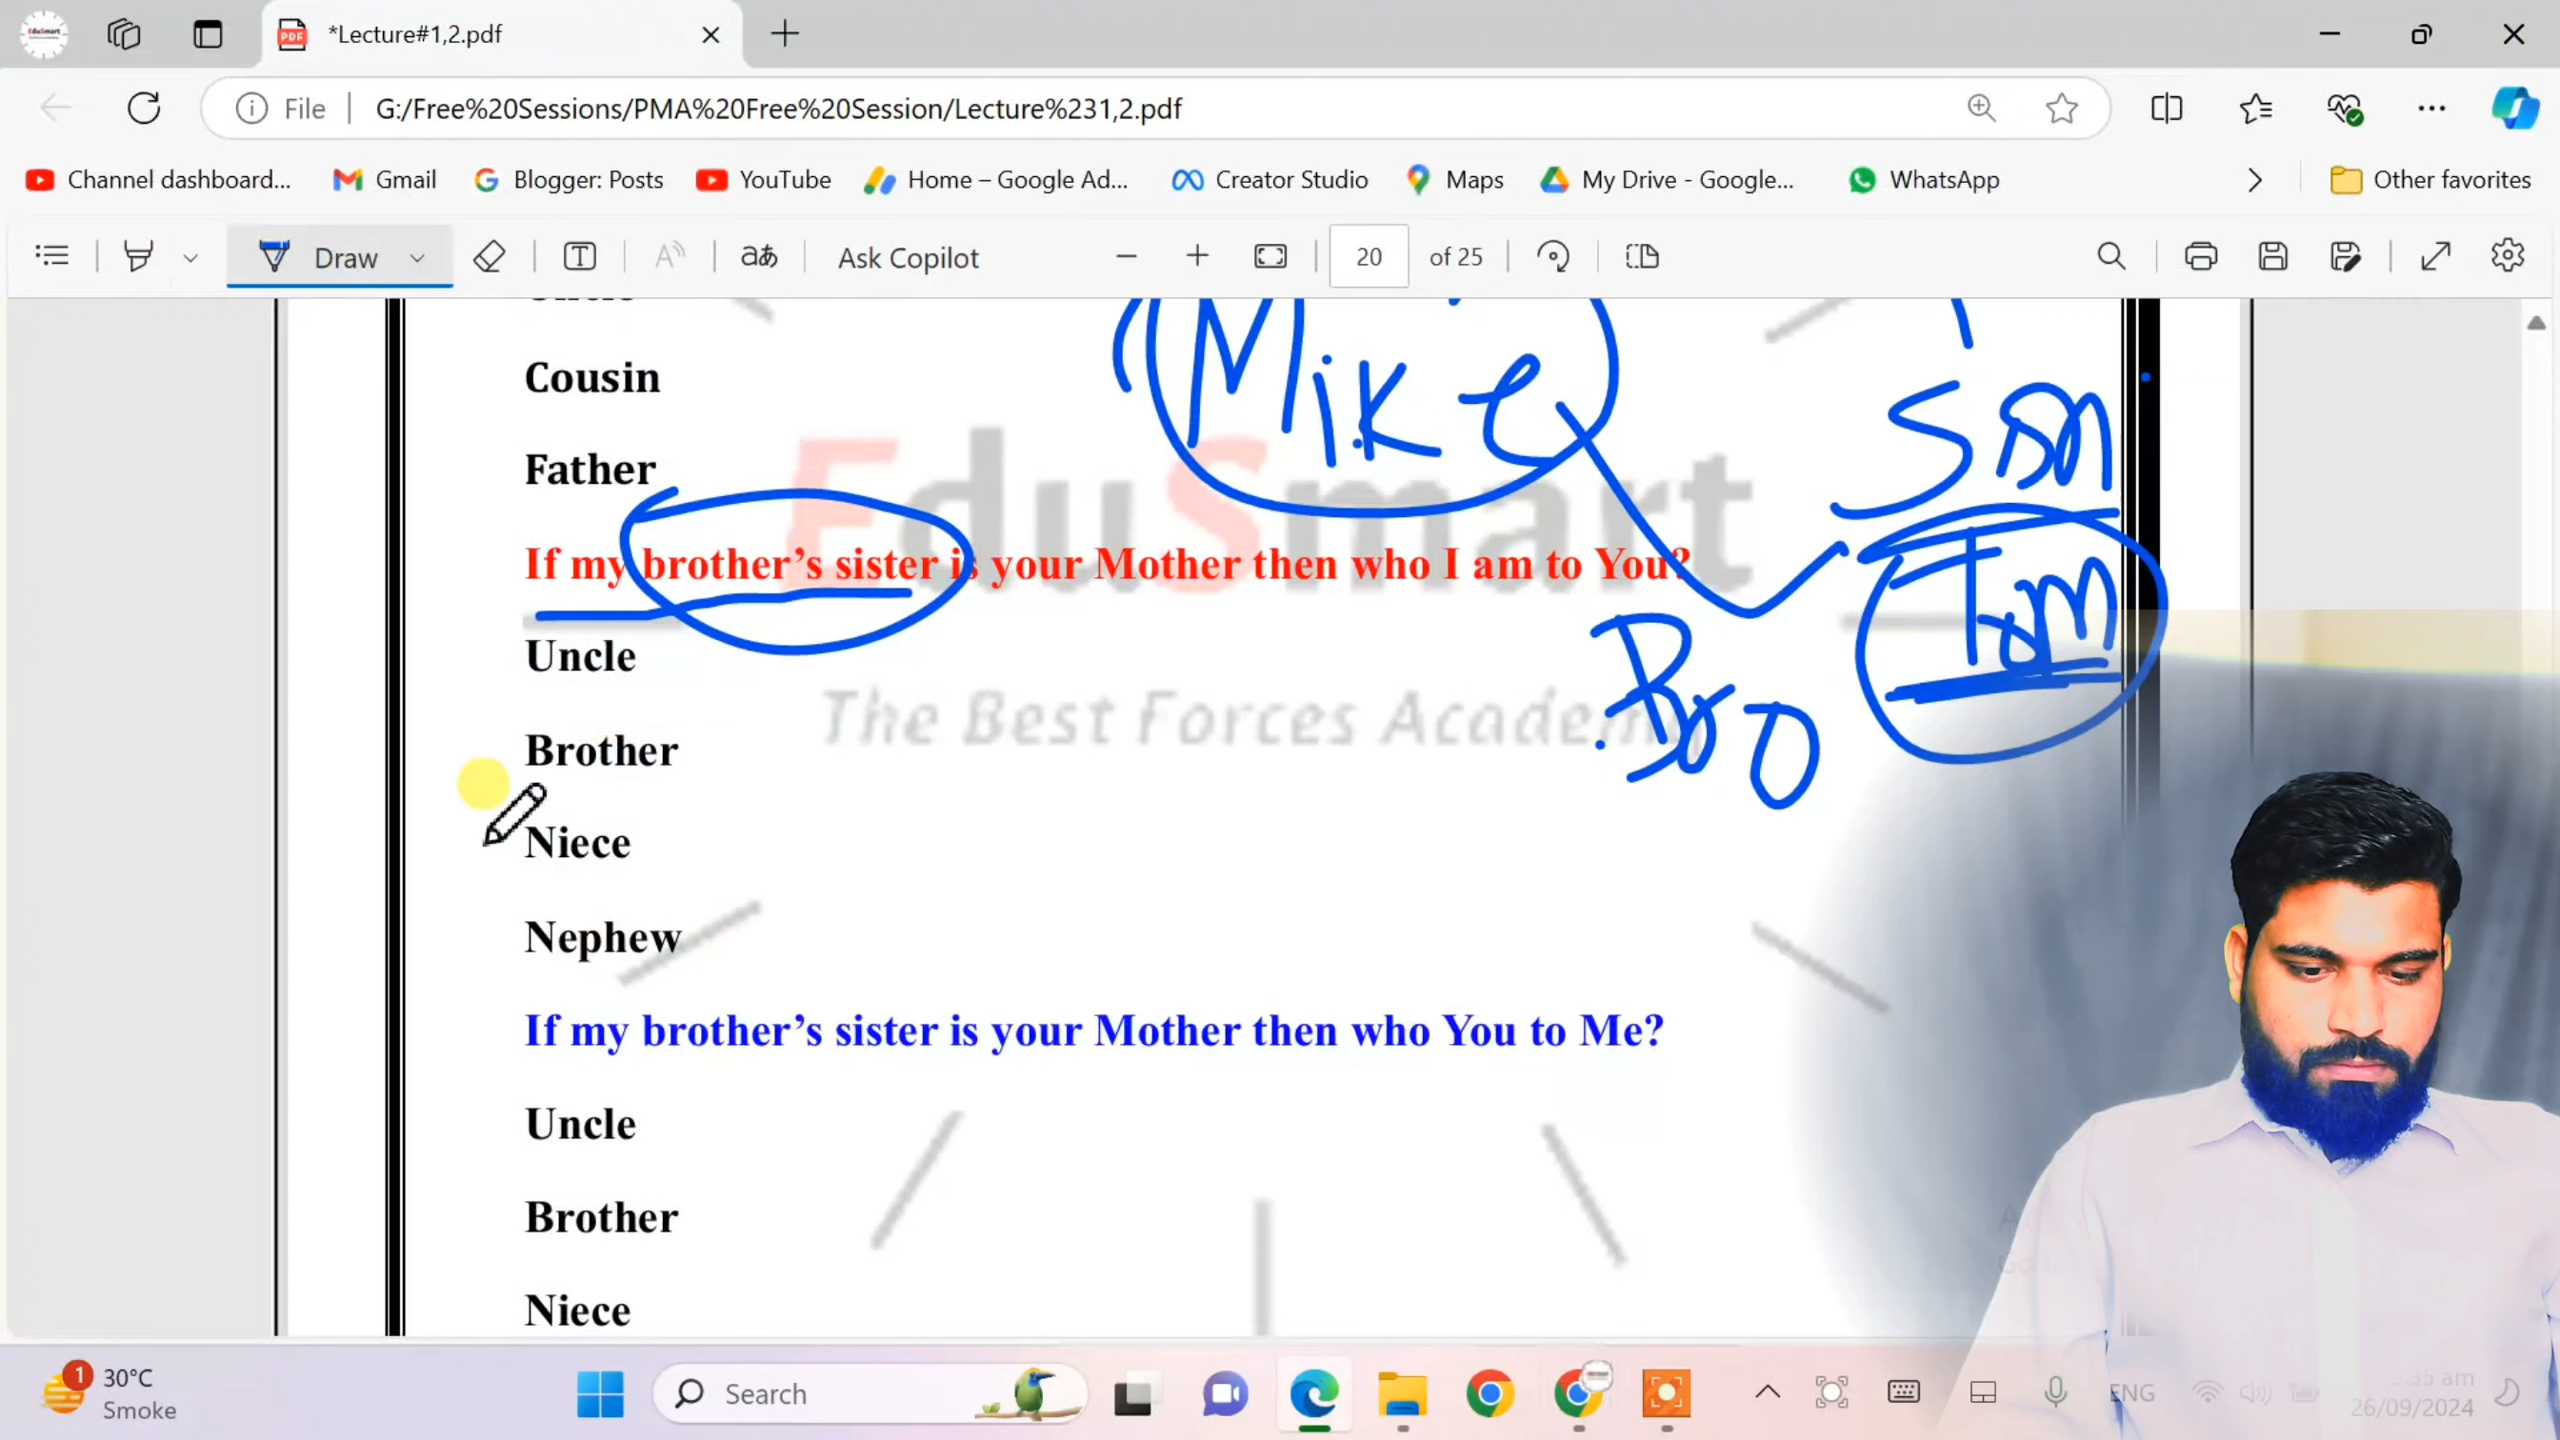 EduSmart
*Lecture#1,2.pdf
File
G:/Free%20Sessions/PMA%20Free%20Session/Lecture%231,2.pdf
Channel dashboard...
Gmail
Blogger: Posts
YouTube
Home – Google Ad...
Creator Studio
Maps
My Drive - Google...
WhatsApp
Other favorites
Draw
Ask Copilot
20
of 25
Mike
Cousin
Son
Father
EduSmart
If my brother’s sister is your Mother then who I am to You?
Tom
Uncle
The Best Forces Academy
Bro
Brother
Niece
Nephew
If my brother’s sister is your Mother then who You to Me?
Uncle
Brother
Niece
1
30°C
Smoke
Search
ENG
26/09/2024